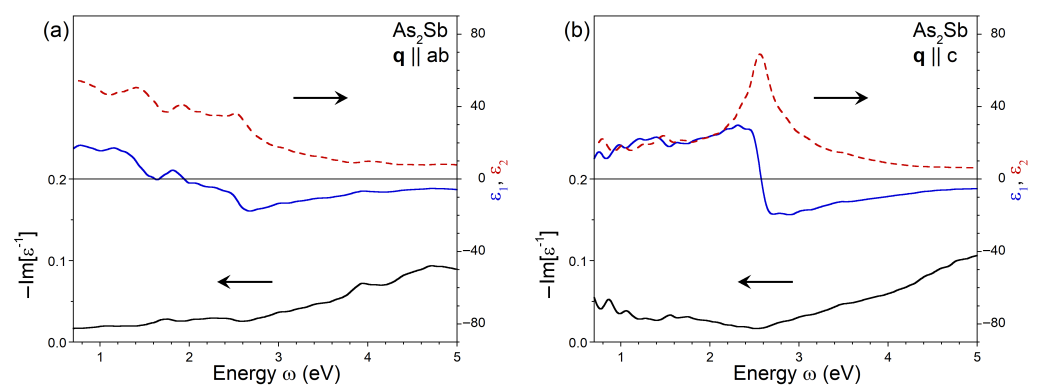 (a)
As₂Sb
q || ab
80
40
0
−40
−80
ε₁, ε₂
0.2
0.1
0.0
−Im[ε⁻¹]
1 2 3 4 5
Energy ω (eV)
(b)
As₂Sb
q || c
80
40
0
−40
−80
ε₁, ε₂
0.2
0.1
0.0
−Im[ε⁻¹]
1 2 3 4 5
Energy ω (eV)